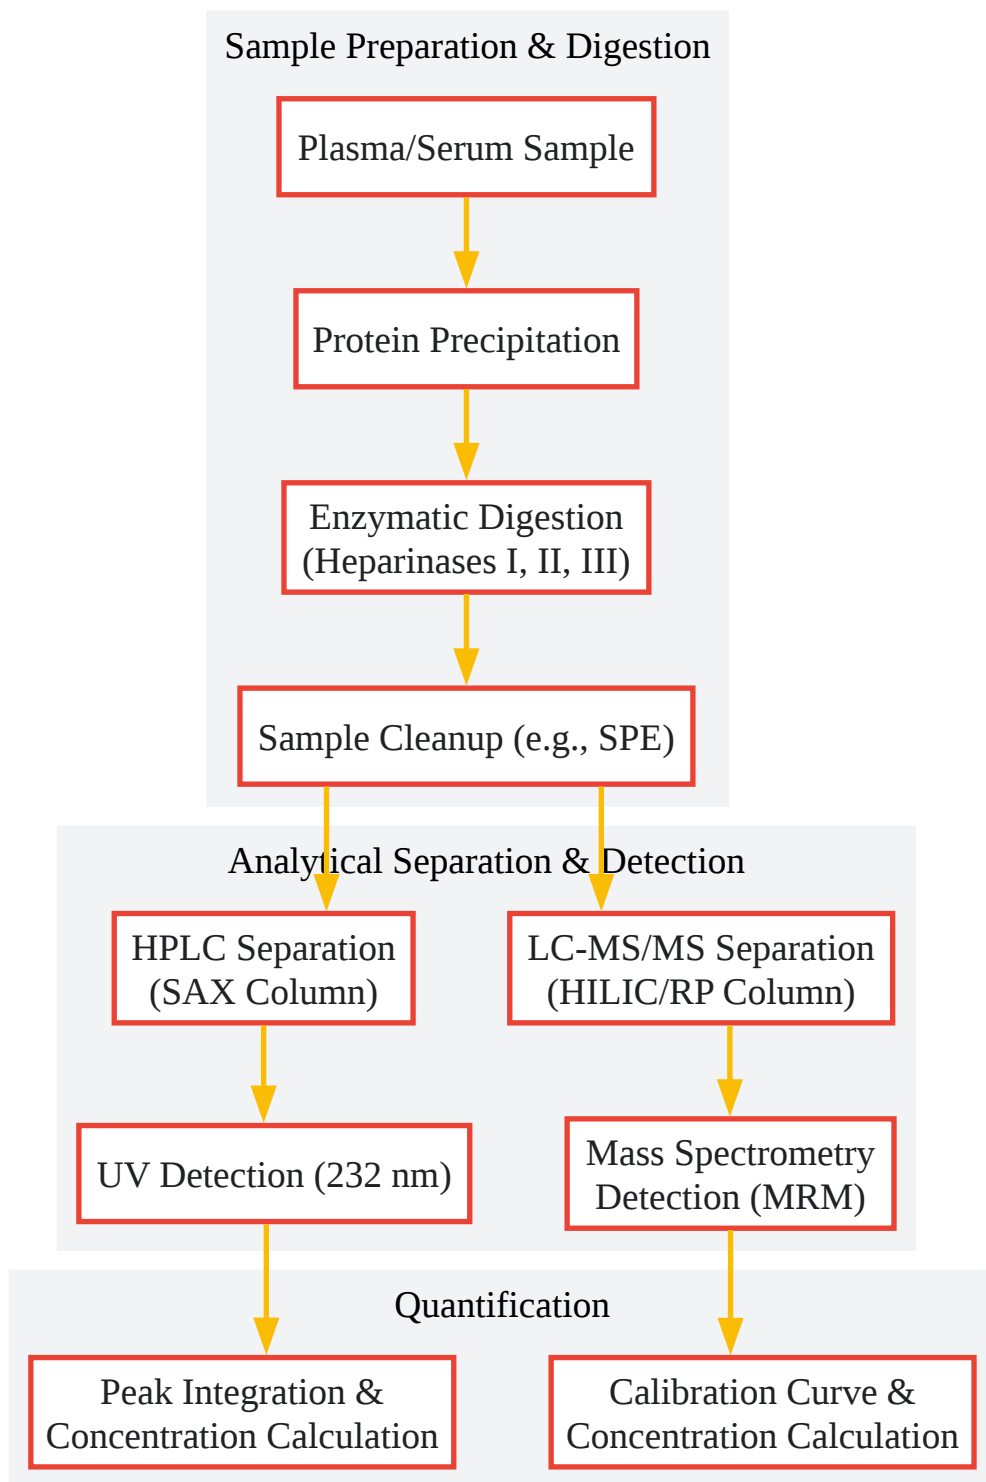 Sample Preparation & Digestion
Plasma/Serum Sample
Protein Precipitation
Enzymatic Digestion
(Heparinases I, II, III)
Sample Cleanup (e.g., SPE)
Analytical Separation & Detection
HPLC Separation
(SAX Column)
LC-MS/MS Separation
(HILIC/RP Column)
UV Detection (232 nm)
Mass Spectrometry
Detection (MRM)
Quantification
Peak Integration &
Concentration Calculation
Calibration Curve &
Concentration Calculation